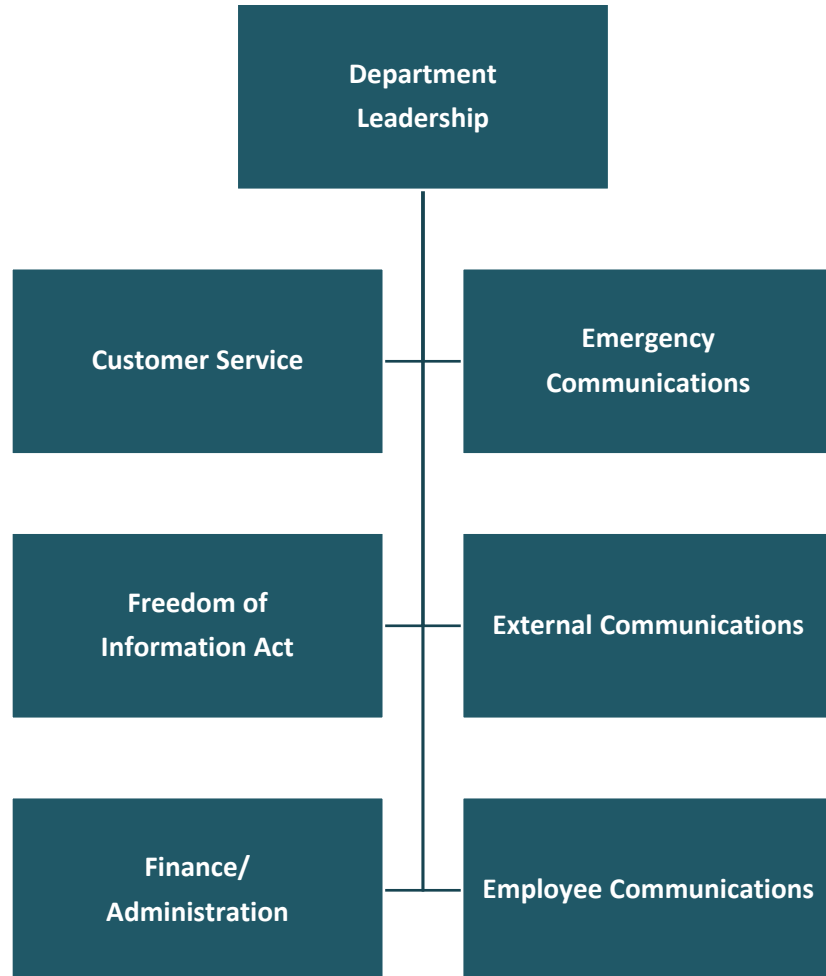 Department
Leadership
Customer Service
Emergency
Communications
Freedom of
Information Act
External Communications
Finance/
Administration
Employee Communications